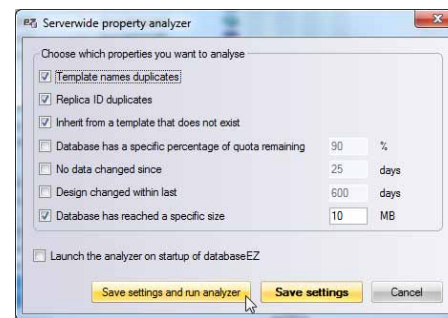 eZ Serverwide property analyzer
Choose which properties you want to analyse
Template names duplicates
Replica ID duplicates
Inherit from a template that does not exist
Database has a specific percentage of quota remaining 90 %
No data changed since 25 days
Design changed within last 600 days
Database has reached a specific size 10 MB
Launch the analyzer on startup of databaseEZ
Save settings and run analyzer Save settings Cancel